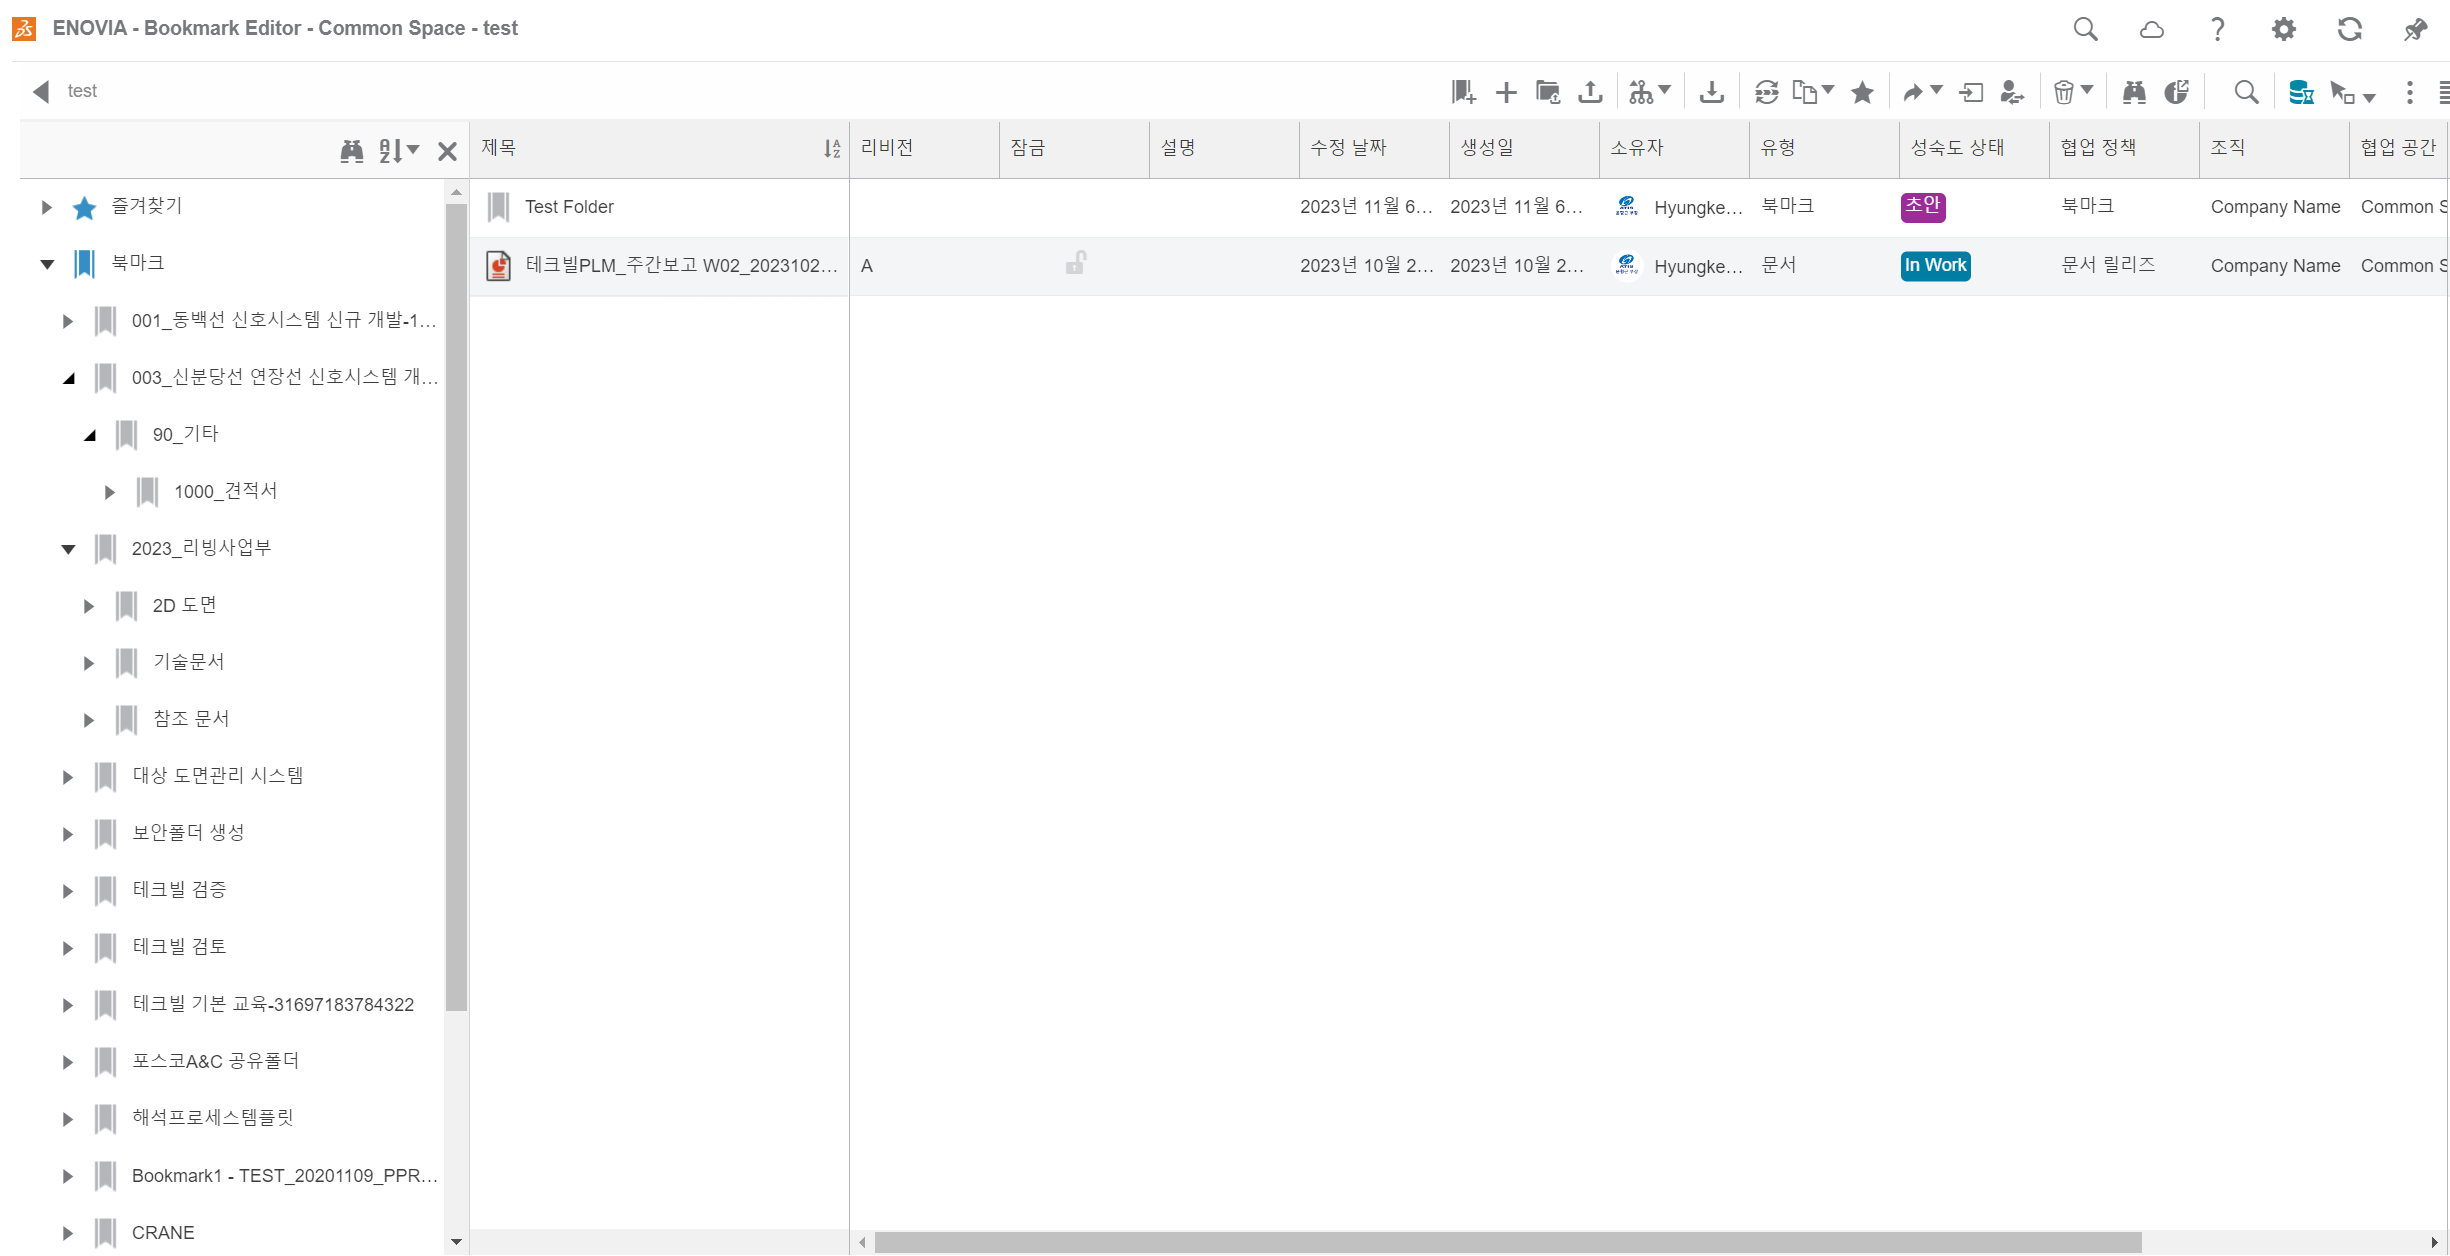 ENOVIA - Bookmark Editor - Common Space - test
test
제목
리비전
잠금
설명
수정 날짜
생성일
소유자
유형
성숙도 상태
협업 정책
조직
협업 공간
즐겨찾기
북마크
001_동백선 신호시스템 신규 개발-1...
003_신분당선 연장선 신호시스템 개...
90_기타
1000_견적서
2023_리빙사업부
2D 도면
기술문서
참조 문서
대상 도면관리 시스템
보안폴더 생성
테크빌 검증
테크빌 검토
테크빌 기본 교육-31697183784322
포스코A&C 공유폴더
해석프로세스템플릿
Bookmark1 - TEST_20201109_PPR...
CRANE
Test Folder 2023년 11월 6... 2023년 11월 6... Hyungke... 북마크 초안 북마크 Company Name Common S
테크빌PLM_주간보고 W02_2023102... A 2023년 10월 2... 2023년 10월 2... Hyungke... 문서 In Work 문서 릴리즈 Company Name Common S